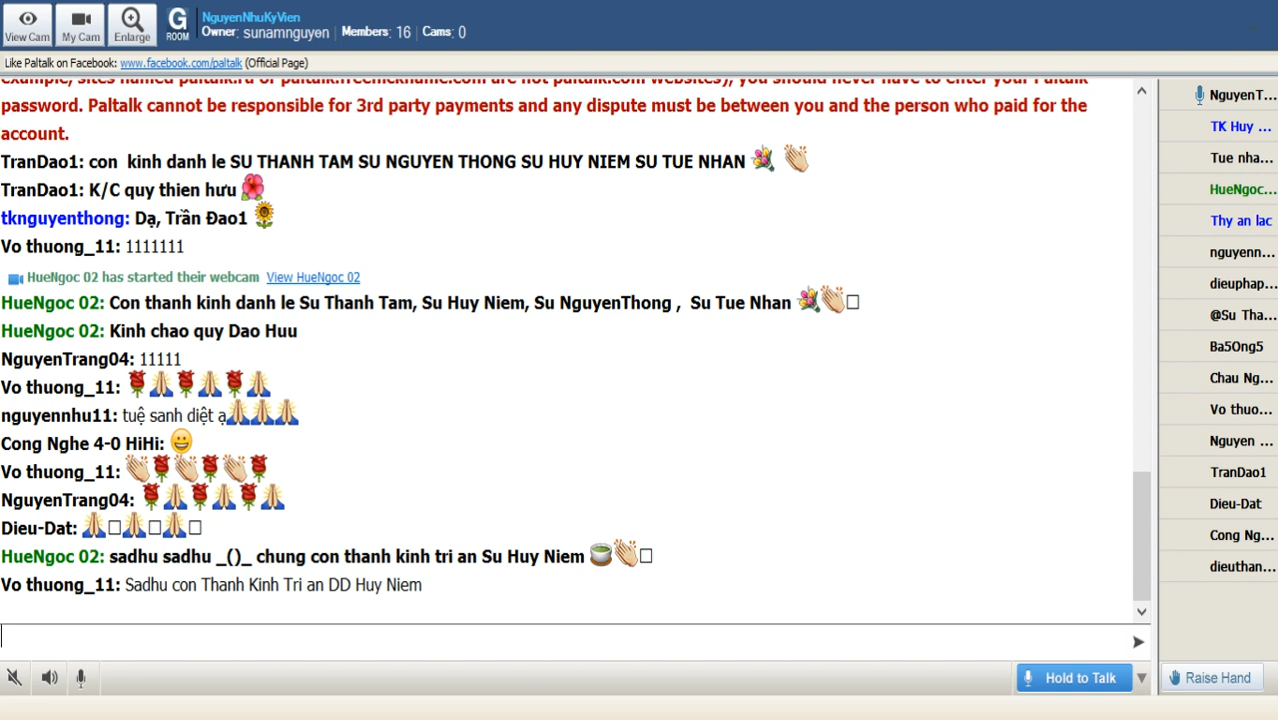 View Cam
My Cam
Enlarge
G
ROOM
NguyenNhuKyVien
Owner: sunamnguyen Members: 16 Cams: 0
Like Paltalk on Facebook: www.facebook.com/paltalk (Official Page)
example, sites named paltalk.ru or paltalk.freenickname.com are not paltalk.com websites), you should never have to enter your Paltalk
password. Paltalk cannot be responsible for 3rd party payments and any dispute must be between you and the person who paid for the
account.
TranDao1: con kinh danh le SU THANH TAM SU NGUYEN THONG SU HUY NIEM SU TUE NHAN 💐 👏
TranDao1: K/C quy thien hưu 🌺
tknguyenthong: Dạ, Trần Đao1 🌻
Vo thuong_11: 1111111
HueNgoc 02 has started their webcam View HueNgoc 02
HueNgoc 02: Con thanh kinh danh le Su Thanh Tam, Su Huy Niem, Su NguyenThong , Su Tue Nhan 💐👏□
HueNgoc 02: Kinh chao quy Dao Huu
NguyenTrang04: 11111
Vo thuong_11: 🌹🙏🌹🙏🌹🙏
nguyennhu11: tuệ sanh diệt ạ🙏🙏🙏
Cong Nghe 4-0 HiHi: 😀
Vo thuong_11: 👏🌹👏🌹👏🌹
NguyenTrang04: 🌹🙏🌹🙏🌹🙏
Dieu-Dat: 🙏□🙏□🙏□
HueNgoc 02: sadhu sadhu _()_ chung con thanh kinh tri an Su Huy Niem 🍵👏□
Vo thuong_11: Sadhu con Thanh Kinh Tri an DD Huy Niem
NguyenT...
TK Huy ...
Tue nha...
HueNgoc...
Thy an lac
nguyenn...
dieuphap...
@Su Tha...
Ba5Ong5
Chau Ng...
Vo thuo...
Nguyen ...
TranDao1
Dieu-Dat
Cong Ng...
dieuthan...
Hold to Talk
Raise Hand